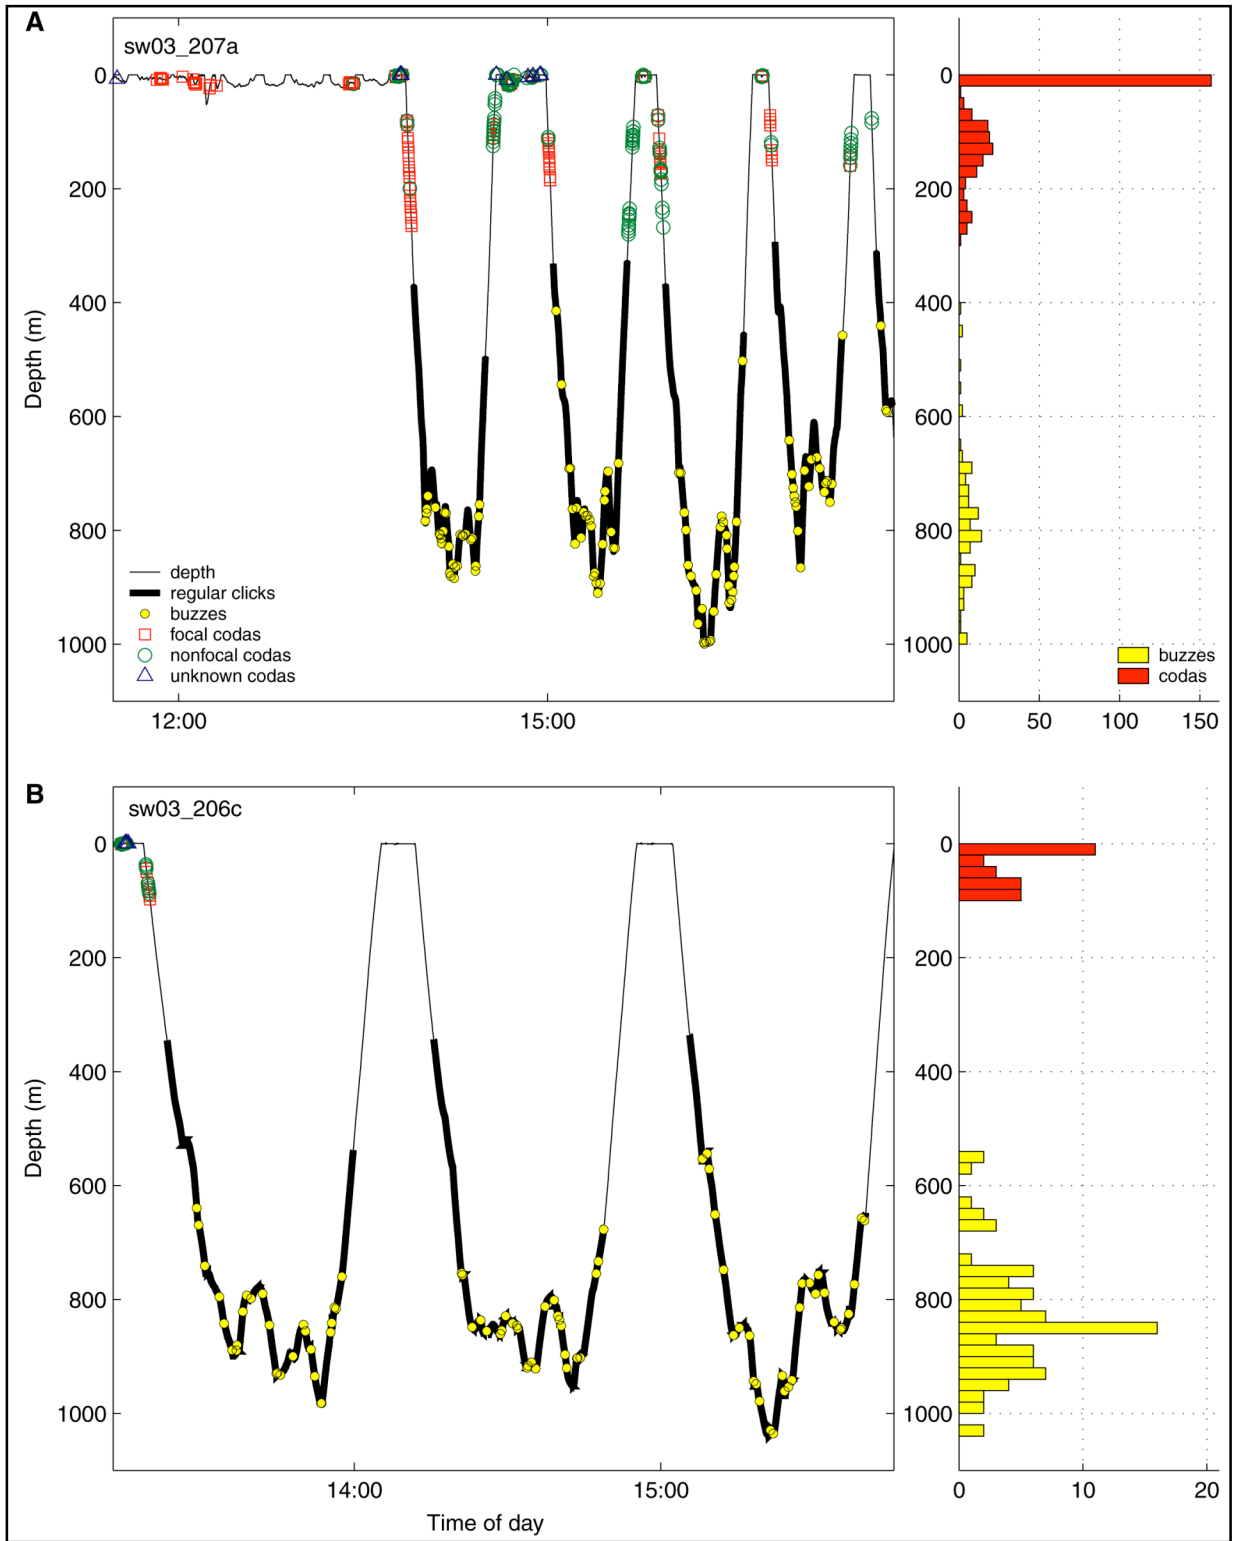 A
sw03_207a
0
200
400
600
800
1000
Depth (m)
depth
regular clicks
buzzes
focal codas
nonfocal codas
unknown codas
12:00
15:00
0
200
400
600
800
1000
buzzes
codas
0
50
100
150
B
sw03_206c
0
200
400
600
800
1000
Depth (m)
14:00
15:00
Time of day
0
200
400
600
800
1000
0
10
20